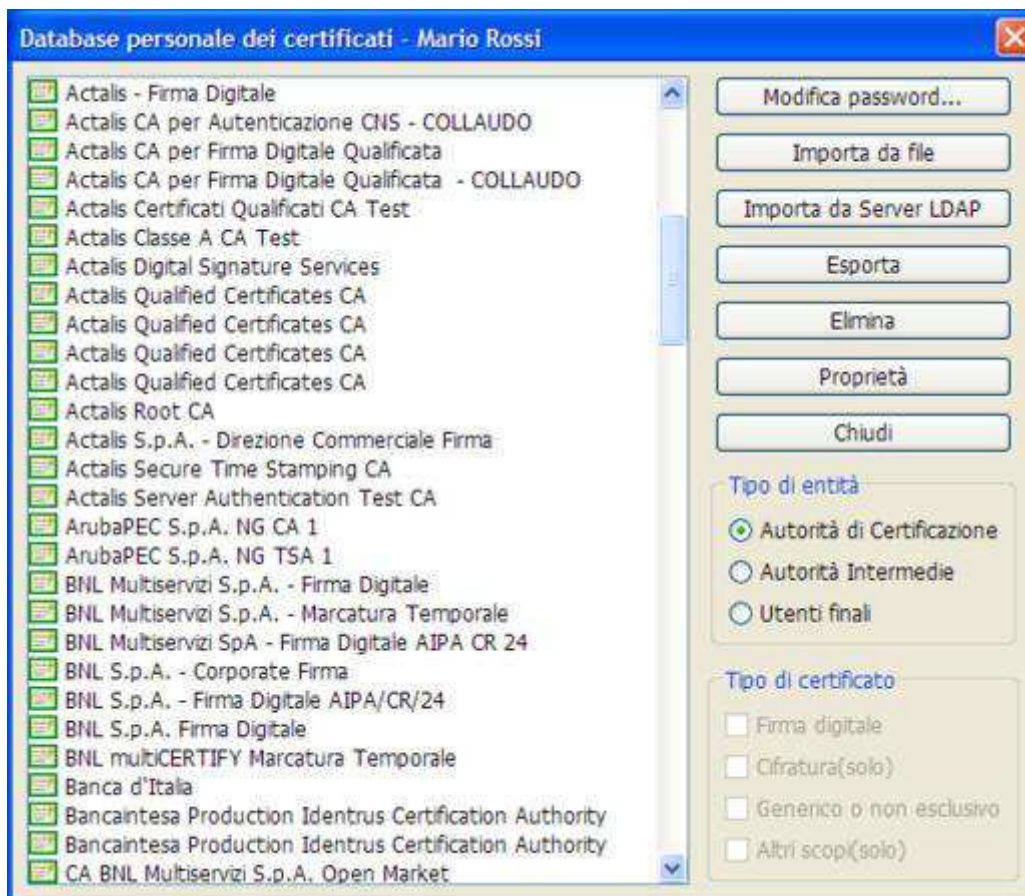 Database personale dei certificati - Mario Rossi
Actalis - Firma Digitale
Actalis CA per Autenticazione CNS - COLLAUDO
Actalis CA per Firma Digitale Qualificata
Actalis CA per Firma Digitale Qualificata - COLLAUDO
Actalis Certificati Qualificati CA Test
Actalis Classe A CA Test
Actalis Digital Signature Services
Actalis Qualified Certificates CA
Actalis Qualified Certificates CA
Actalis Qualified Certificates CA
Actalis Qualified Certificates CA
Actalis Root CA
Actalis S.p.A. - Direzione Commerciale Firma
Actalis Secure Time Stamping CA
Actalis Server Authentication Test CA
ArubaPEC S.p.A. NG CA 1
ArubaPEC S.p.A. NG TSA 1
BNL Multiservizi S.p.A. - Firma Digitale
BNL Multiservizi S.p.A. - Marcatura Temporale
BNL Multiservizi SpA - Firma Digitale AIPA CR 24
BNL S.p.A. - Corporate Firma
BNL S.p.A. - Firma Digitale AIPA/CR/24
BNL S.p.A. Firma Digitale
BNL multiCERTIFY Marcatura Temporale
Banca d'Italia
Bancaintesa Production Identrus Certification Authority
Bancaintesa Production Identrus Certification Authority
CA BNL Multiservizi S.p.A. Open Market
Modifica password...
Importa da file
Importa da Server LDAP
Esporta
Elimina
Proprietà
Chiudi
Tipo di entità
Autorità di Certificazione
Autorità Intermedie
Utenti finali
Tipo di certificato
Firma digitale
Cifratura(solo)
Generico o non esclusivo
Altri scopi(solo)